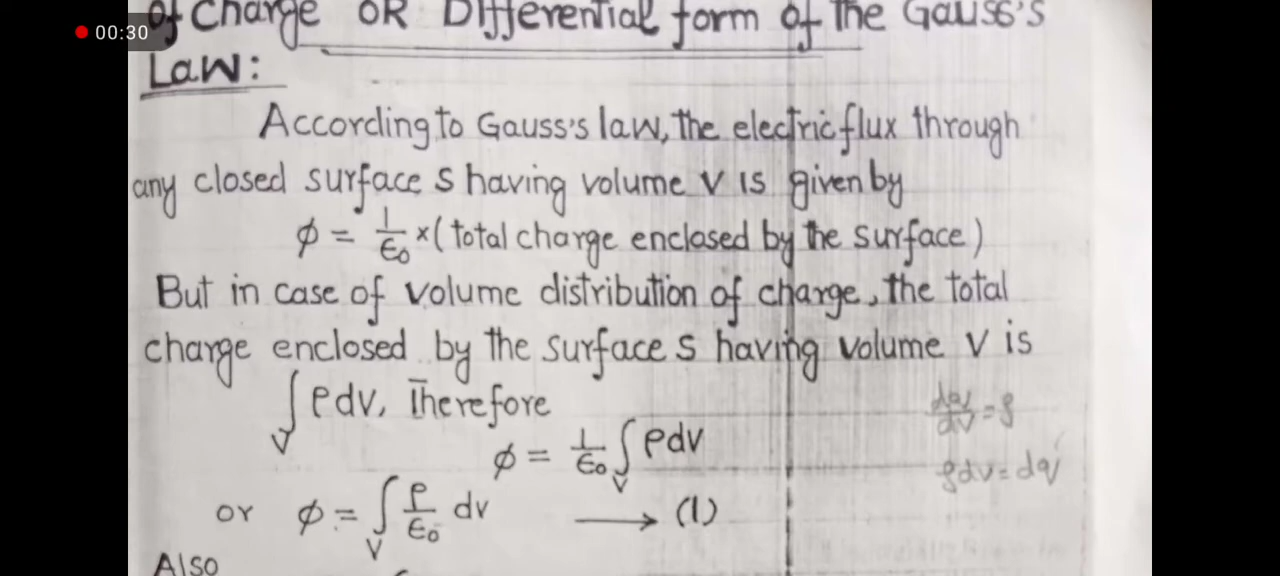 00:30
of Charge OR Differential form of the Gauss's
Law:
According to Gauss's law, the electric flux through
any closed surface S having volume V is given by
φ = 1/ε₀ × (total charge enclosed by the surface)
But in case of volume distribution of charge, the total
charge enclosed by the surface S having volume V is
∫_V ρdv, Therefore
φ = 1/ε₀ ∫_V ρdv
or φ = ∫_V ρ/ε₀ dv → (1)
dq/dv = ρ
ρdv = dq
Also